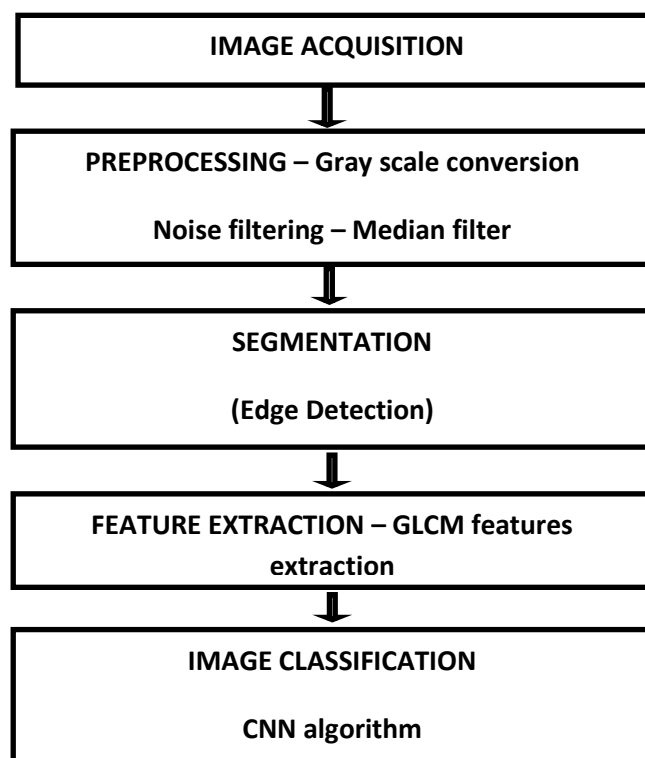 IMAGE ACQUISITION
PREPROCESSING – Gray scale conversion
Noise filtering – Median filter
SEGMENTATION
(Edge Detection)
FEATURE EXTRACTION – GLCM features
extraction
IMAGE CLASSIFICATION
CNN algorithm